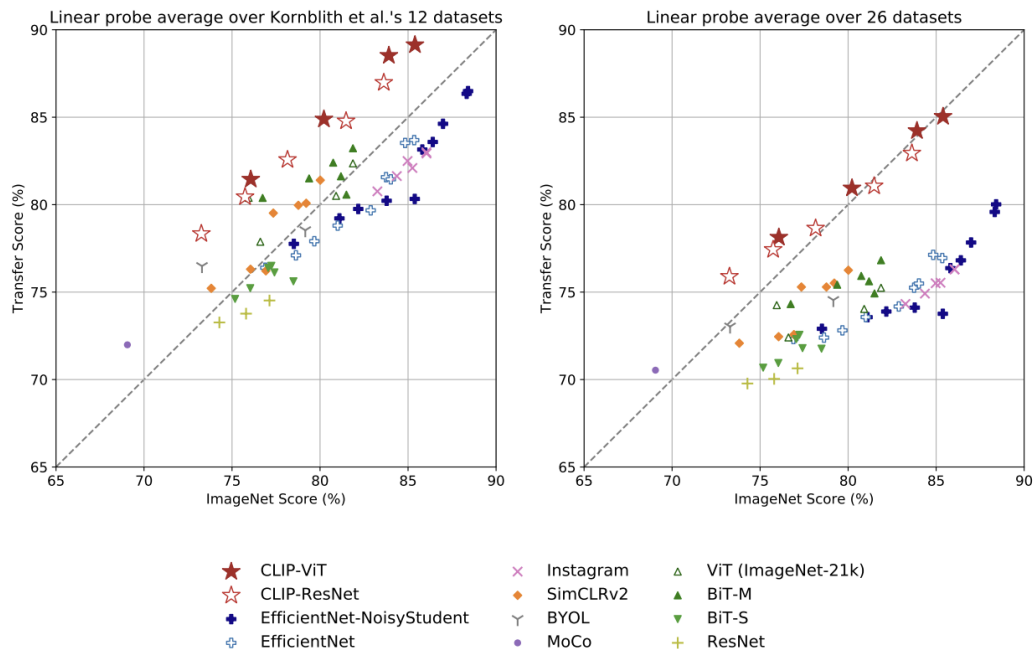 Linear probe average over Kornblith et al.'s 12 datasets
90
85
80
75
70
65
Transfer Score (%)
65 70 75 80 85 90
ImageNet Score (%)
Linear probe average over 26 datasets
90
85
80
75
70
65
Transfer Score (%)
65 70 75 80 85 90
ImageNet Score (%)
CLIP-ViT
CLIP-ResNet
EfficientNet-NoisyStudent
EfficientNet
Instagram
SimCLRv2
BYOL
MoCo
ViT (ImageNet-21k)
BiT-M
BiT-S
ResNet